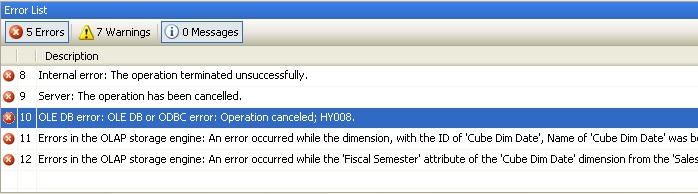 Error List
5 Errors 7 Warnings 0 Messages
Description
8 Internal error: The operation terminated unsuccessfully.
9 Server: The operation has been cancelled.
10 OLE DB error: OLE DB or ODBC error: Operation canceled; HY008.
11 Errors in the OLAP storage engine: An error occurred while the dimension, with the ID of 'Cube Dim Date', Name of 'Cube Dim Date' was be
12 Errors in the OLAP storage engine: An error occurred while the 'Fiscal Semester' attribute of the 'Cube Dim Date' dimension from the 'Sales